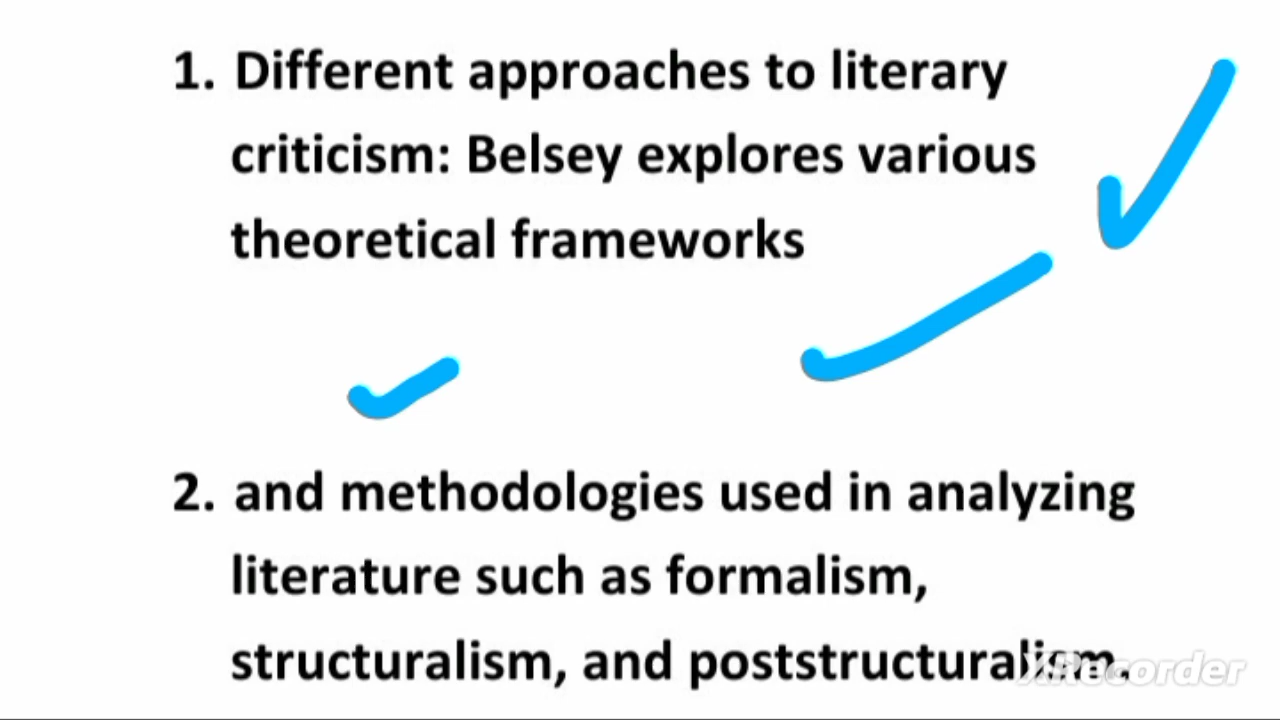 1. Different approaches to literary
criticism: Belsey explores various
theoretical frameworks
2. and methodologies used in analyzing
literature such as formalism,
structuralism, and poststructuralism.
XRecorder